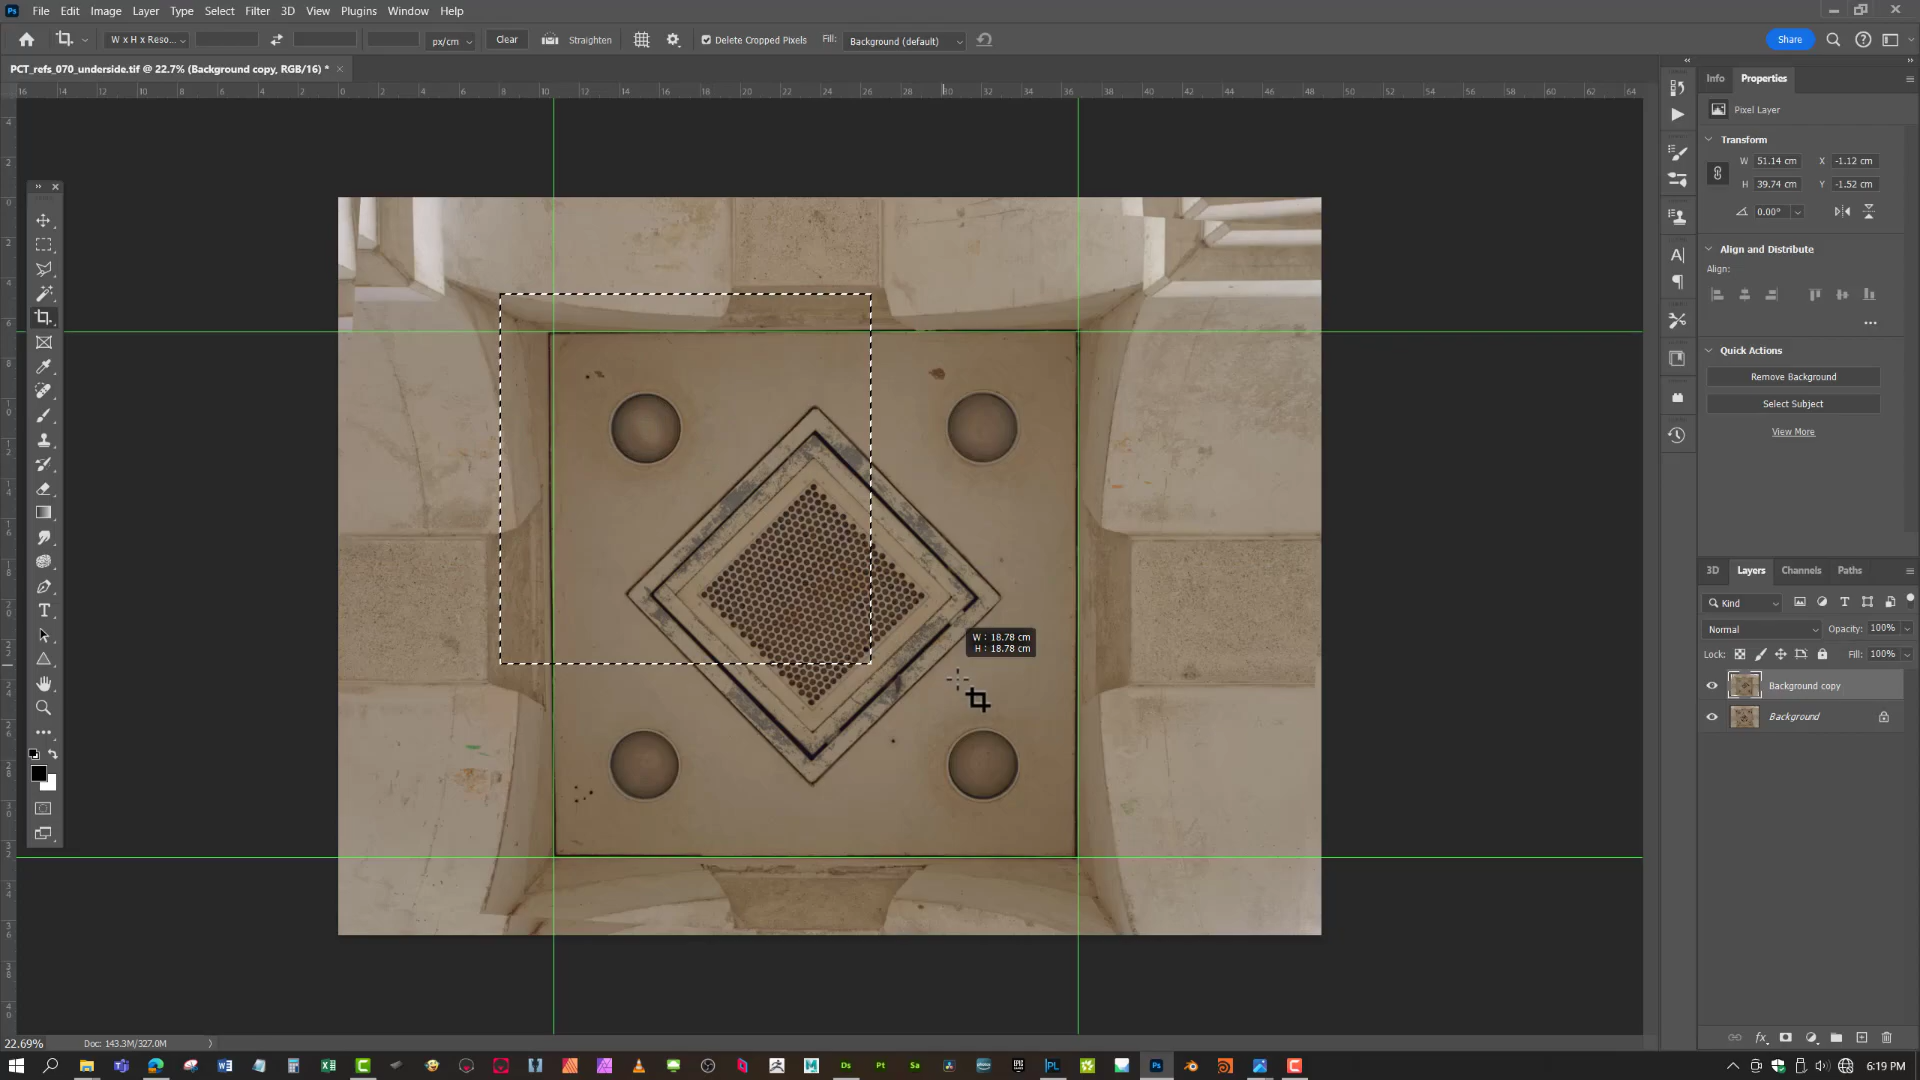 Ps File Edit Image Layer Type Select Filter 3D View Plugins Window Help
W x H x Reso... px/cm Clear Straighten Delete Cropped Pixels Fill: Background (default) Share
PCT_refs_070_underside.tif @ 22.7% (Background copy, RGB/16) * ×
Info Properties
Pixel Layer
Transform
W 51.14 cm X -1.12 cm
H 39.74 cm Y -1.52 cm
0.00°
Align and Distribute
Align:
Quick Actions
Remove Background
Select Subject
View More
W : 18.78 cm
H : 18.78 cm
3D Layers Channels Paths
Kind
Normal Opacity: 100%
Lock: Fill: 100%
Background copy
Background
22.69% Doc: 143.3M/327.0M
6:19 PM